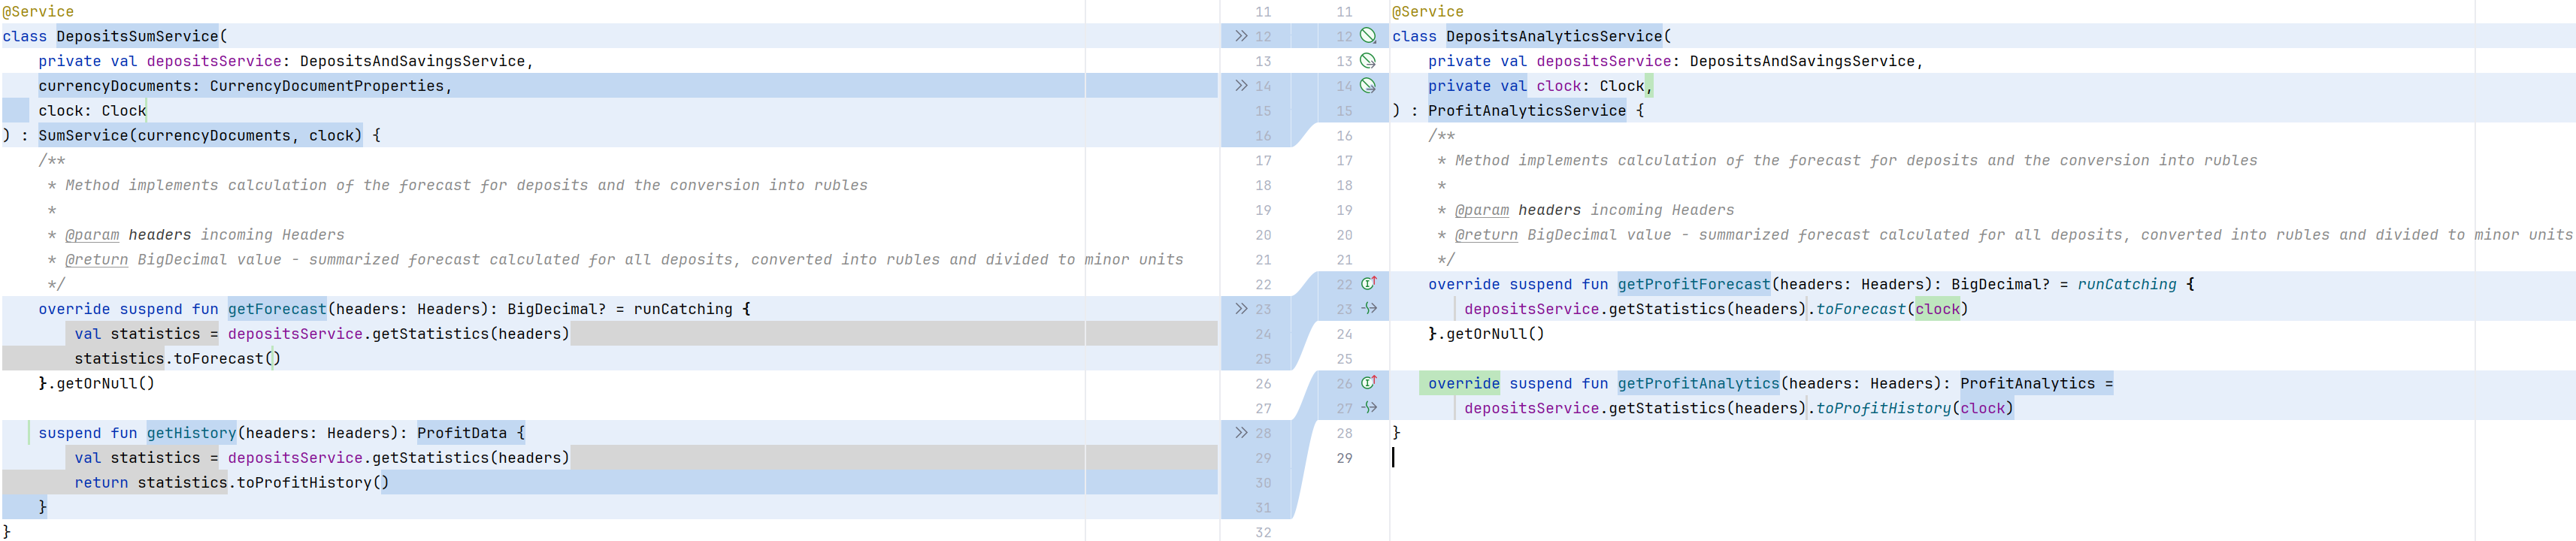 @Service
class DepositsSumService(
    private val depositsService: DepositsAndSavingsService,
    currencyDocuments: CurrencyDocumentProperties,
    clock: Clock
) : SumService(currencyDocuments, clock) {
    /**
     * Method implements calculation of the forecast for deposits and the conversion into rubles
     *
     * @param headers incoming Headers
     * @return BigDecimal value - summarized forecast calculated for all deposits, converted into rubles and divided to minor units
     */
    override suspend fun getForecast(headers: Headers): BigDecimal? = runCatching {
        val statistics = depositsService.getStatistics(headers)
        statistics.toForecast()
    }.getOrNull()

    suspend fun getHistory(headers: Headers): ProfitData {
        val statistics = depositsService.getStatistics(headers)
        return statistics.toProfitHistory()
    }
}
11
12
13
14
15
16
17
18
19
20
21
22
23
24
25
26
27
28
29
30
31
32
11
12
13
14
15
16
17
18
19
20
21
22
23
24
25
26
27
28
29
@Service
class DepositsAnalyticsService(
    private val depositsService: DepositsAndSavingsService,
    private val clock: Clock,
) : ProfitAnalyticsService {
    /**
     * Method implements calculation of the forecast for deposits and the conversion into rubles
     *
     * @param headers incoming Headers
     * @return BigDecimal value - summarized forecast calculated for all deposits, converted into rubles and divided to minor units
     */
    override suspend fun getProfitForecast(headers: Headers): BigDecimal? = runCatching {
        depositsService.getStatistics(headers).toForecast(clock)
    }.getOrNull()

    override suspend fun getProfitAnalytics(headers: Headers): ProfitAnalytics =
        depositsService.getStatistics(headers).toProfitHistory(clock)
}